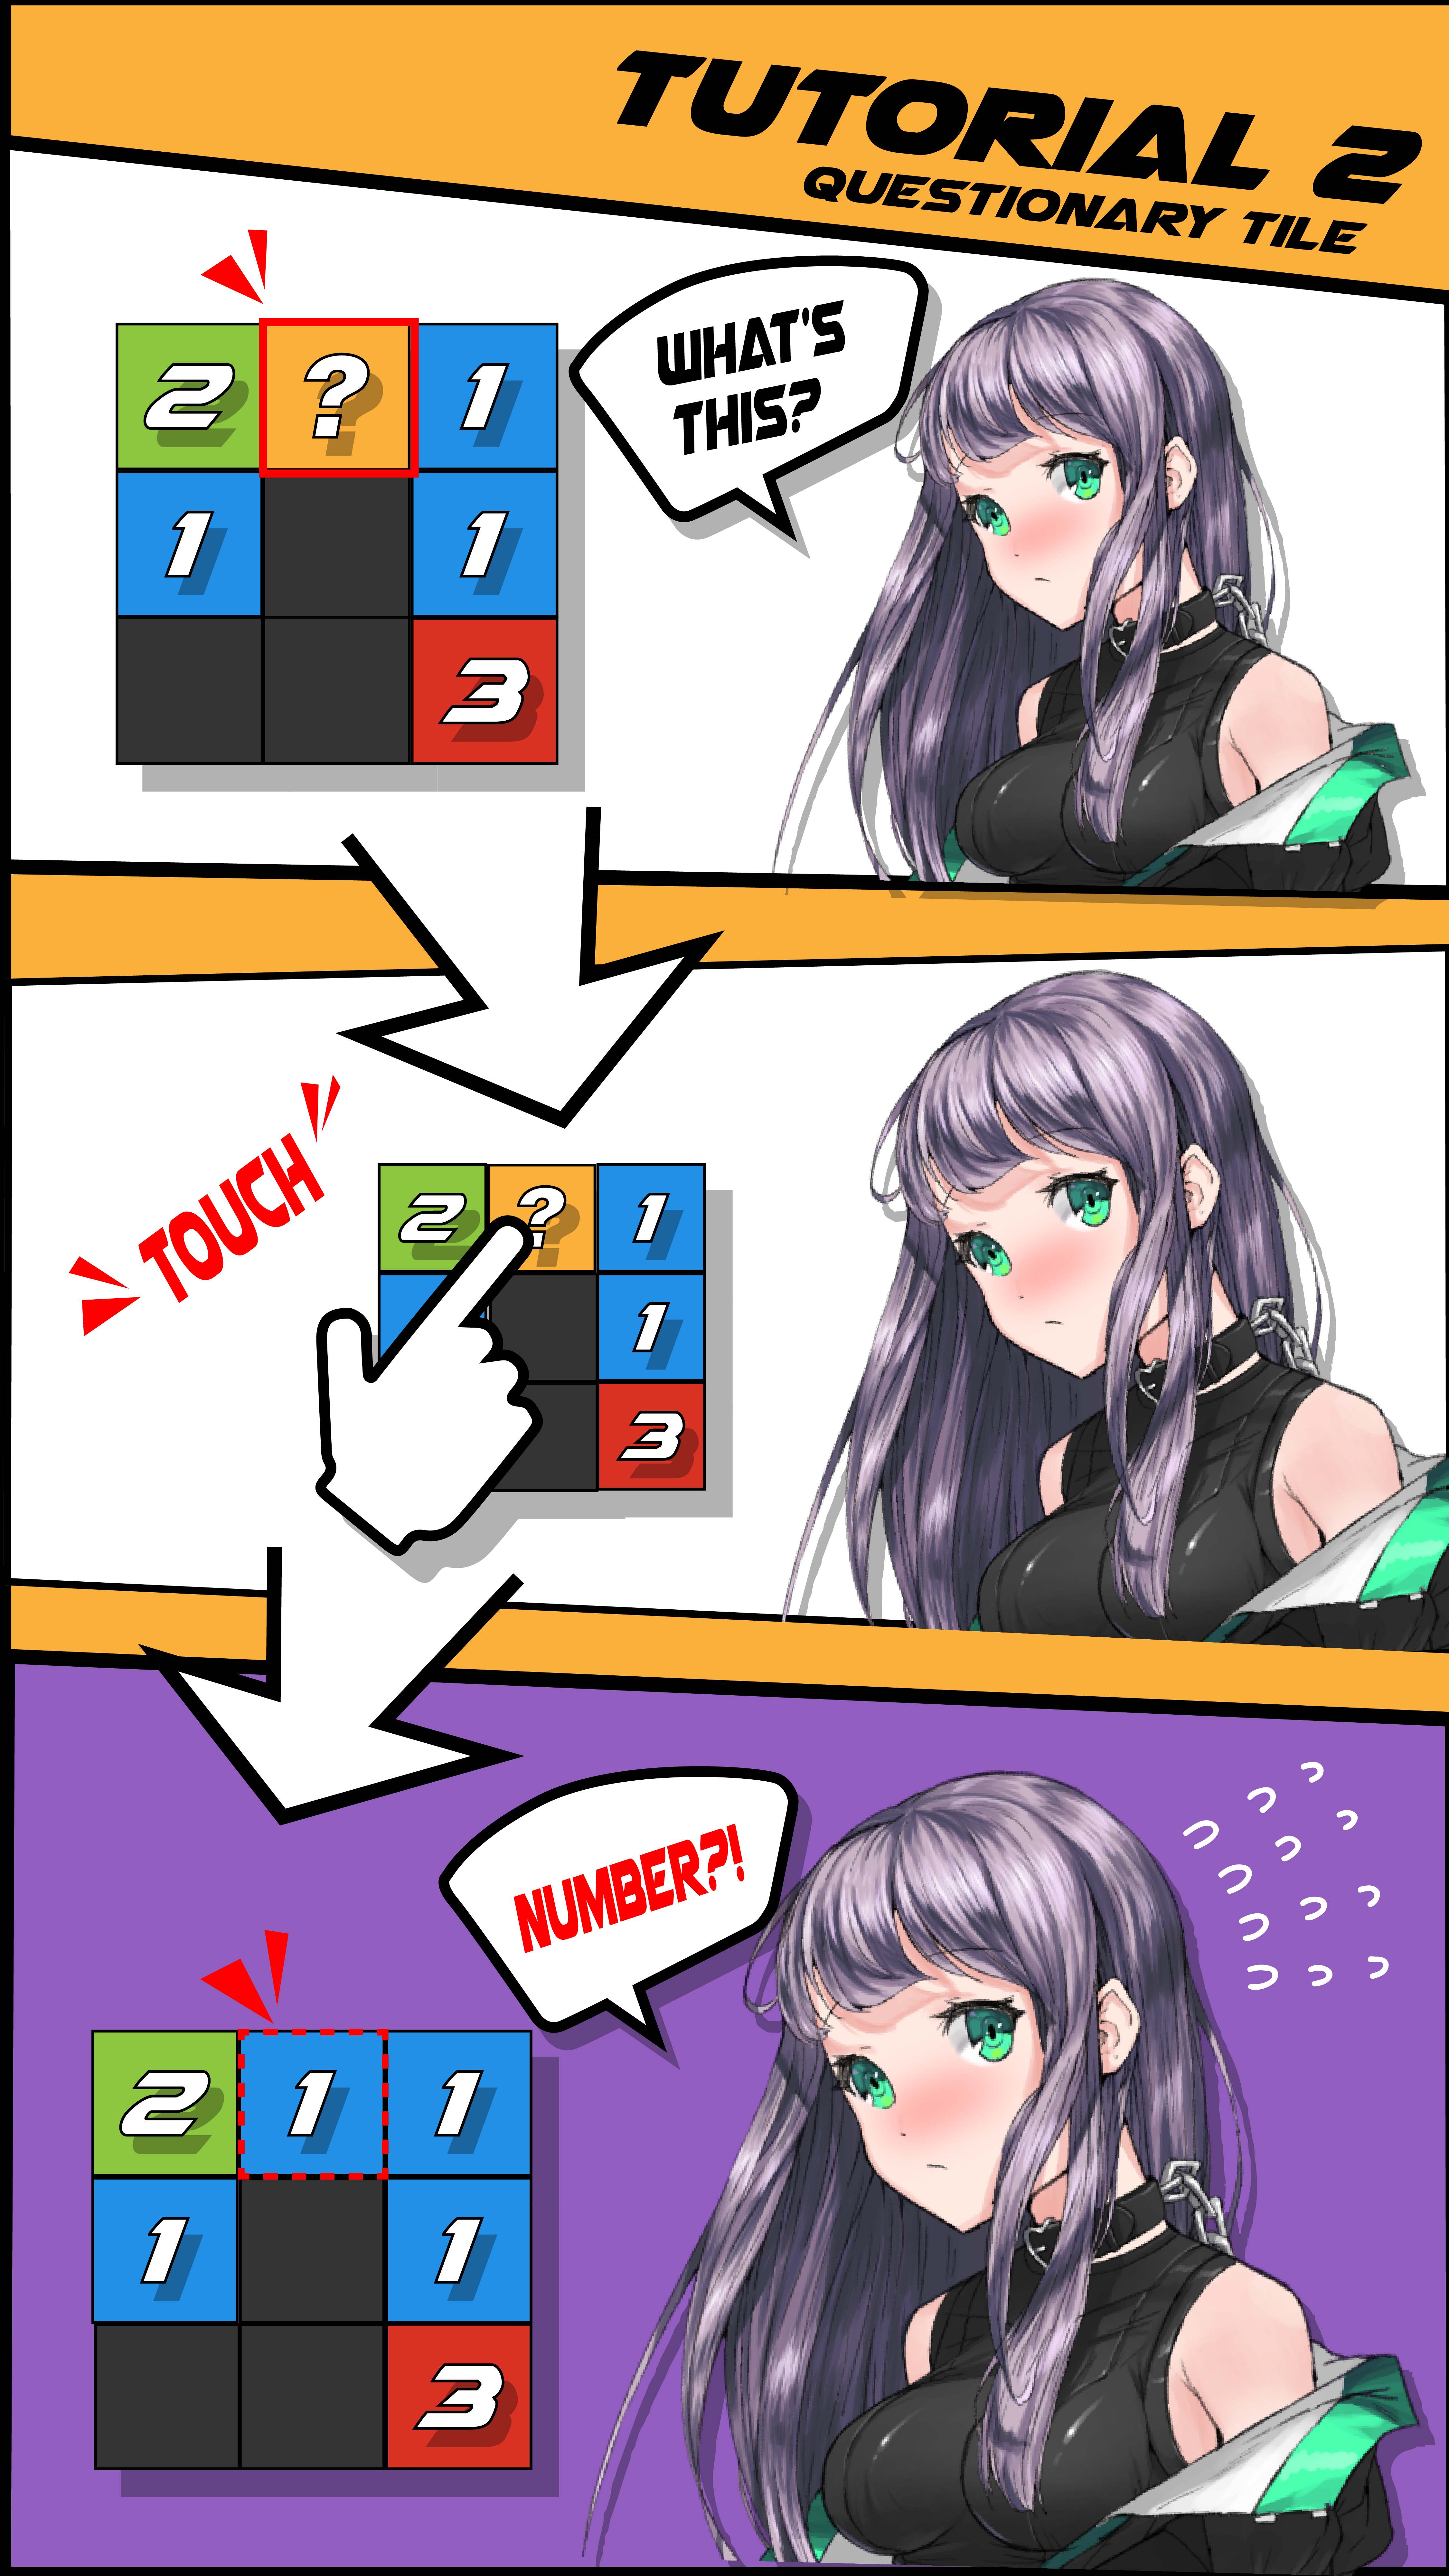 TUTORIAL 2
QUESTIONARY TILE
WHAT'S
THIS?
2 ? 1
1 1
3
TOUCH
2 ? 1
1
3
NUMBER?!
2 1 1
1 1
3